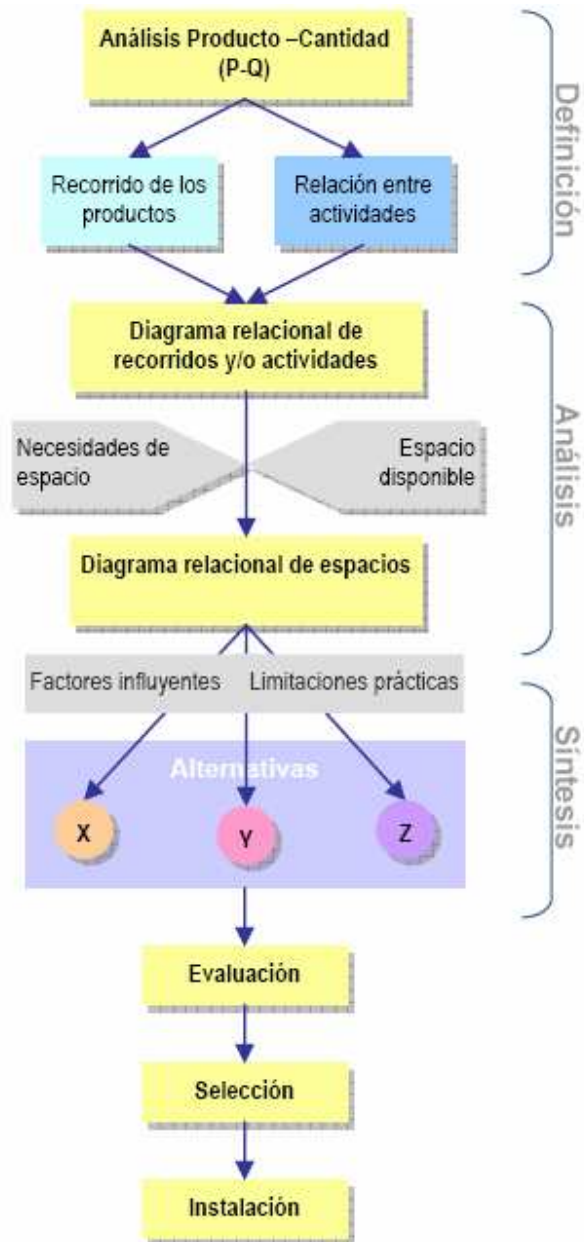 Análisis Producto –Cantidad
(P-Q)
Definición
Recorrido de los
productos
Relación entre
actividades
Diagrama relacional de
recorridos y/o actividades
Análisis
Necesidades de
espacio
Espacio
disponible
Diagrama relacional de espacios
Factores influyentes
Limitaciones prácticas
Síntesis
Alternativas
X
Y
Z
Evaluación
Selección
Instalación